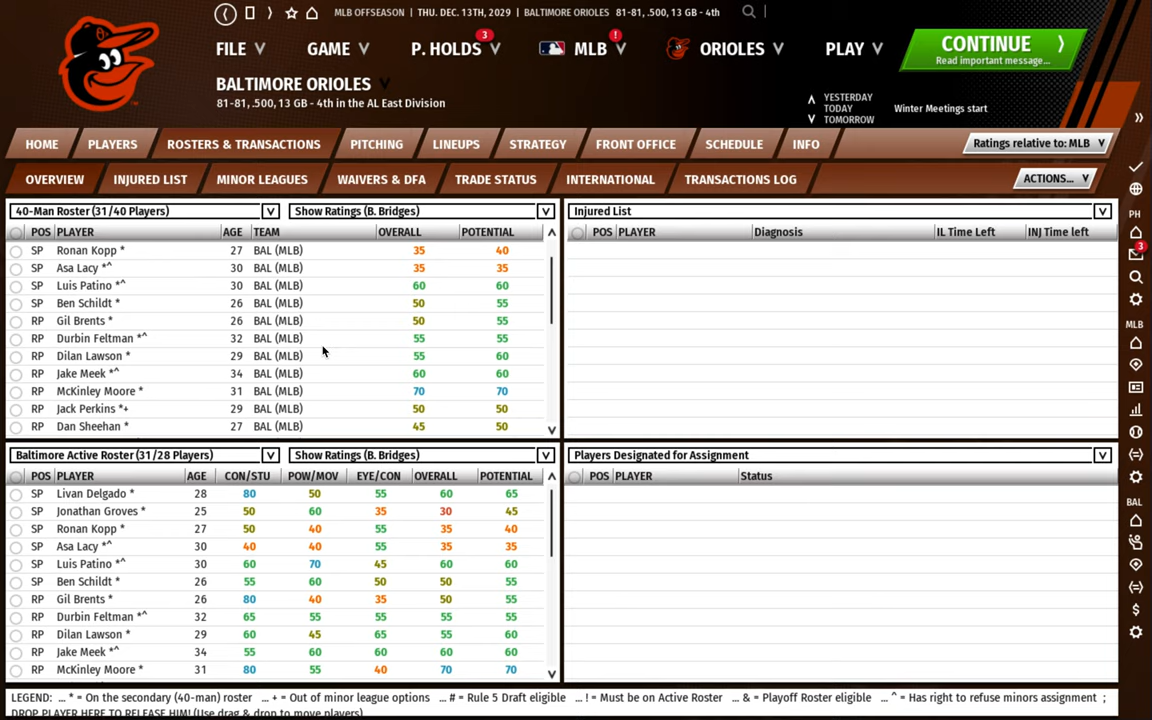 MLB OFFSEASON | THU. DEC. 13TH, 2029 | BALTIMORE ORIOLES 81-81, .500, 13 GB - 4th
FILE GAME P. HOLDS 3 MLB ! ORIOLES PLAY CONTINUE
Read important message...
BALTIMORE ORIOLES
81-81, .500, 13 GB - 4th in the AL East Division
YESTERDAY
TODAY Winter Meetings start
TOMORROW
HOME PLAYERS ROSTERS & TRANSACTIONS PITCHING LINEUPS STRATEGY FRONT OFFICE SCHEDULE INFO Ratings relative to: MLB
OVERVIEW INJURED LIST MINOR LEAGUES WAIVERS & DFA TRADE STATUS INTERNATIONAL TRANSACTIONS LOG ACTIONS...
40-Man Roster (31/40 Players) Show Ratings (B. Bridges)
POS PLAYER AGE TEAM OVERALL POTENTIAL
SP Ronan Kopp * 27 BAL (MLB) 35 40
SP Asa Lacy *^ 30 BAL (MLB) 35 35
SP Luis Patino *^ 30 BAL (MLB) 60 60
SP Ben Schildt * 26 BAL (MLB) 50 55
RP Gil Brents * 26 BAL (MLB) 50 55
RP Durbin Feltman *^ 32 BAL (MLB) 55 55
RP Dilan Lawson * 29 BAL (MLB) 55 60
RP Jake Meek *^ 34 BAL (MLB) 60 60
RP McKinley Moore * 31 BAL (MLB) 70 70
RP Jack Perkins *+ 29 BAL (MLB) 50 50
RP Dan Sheehan * 27 BAL (MLB) 45 50
Injured List
POS PLAYER Diagnosis IL Time Left INJ Time left
Baltimore Active Roster (31/28 Players) Show Ratings (B. Bridges)
POS PLAYER AGE CON/STU POW/MOV EYE/CON OVERALL POTENTIAL
SP Livan Delgado * 28 80 50 55 60 65
SP Jonathan Groves * 25 50 60 35 30 45
SP Ronan Kopp * 27 50 40 55 35 40
SP Asa Lacy *^ 30 40 40 55 35 35
SP Luis Patino *^ 30 60 70 45 60 60
SP Ben Schildt * 26 55 60 50 50 55
RP Gil Brents * 26 80 40 35 50 55
RP Durbin Feltman *^ 32 65 55 55 55 55
RP Dilan Lawson * 29 60 45 65 55 60
RP Jake Meek *^ 34 55 60 60 60 60
RP McKinley Moore * 31 80 55 40 70 70
Players Designated for Assignment
POS PLAYER Status
PH
3
MLB
BAL
$
LEGEND: ... * = On the secondary (40-man) roster ... + = Out of minor league options ... # = Rule 5 Draft eligible ... ! = Must be on Active Roster ... & = Playoff Roster eligible ... ^ = Has right to refuse minors assignment ;
DROP PLAYER HERE TO RELEASE HIM! (Use drag & drop to move players)